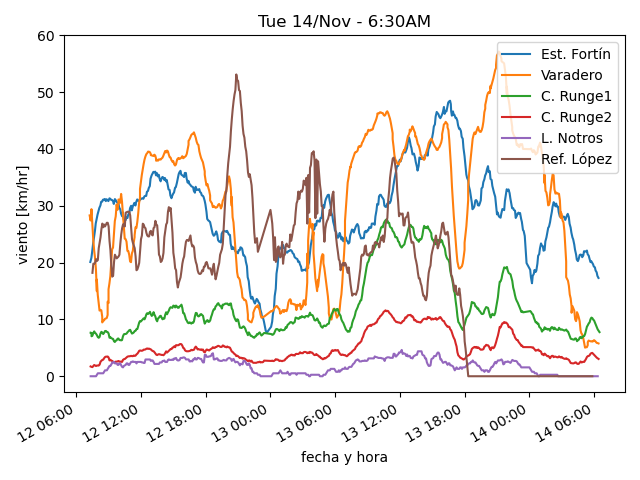 Tue 14/Nov - 6:30AM
60
50
40
30
20
10
0
viento [km/hr]
Est. Fortín
Varadero
C. Runge1
C. Runge2
L. Notros
Ref. López
12 06:00
12 12:00
12 18:00
13 00:00
13 06:00
13 12:00
13 18:00
14 00:00
14 06:00
fecha y hora